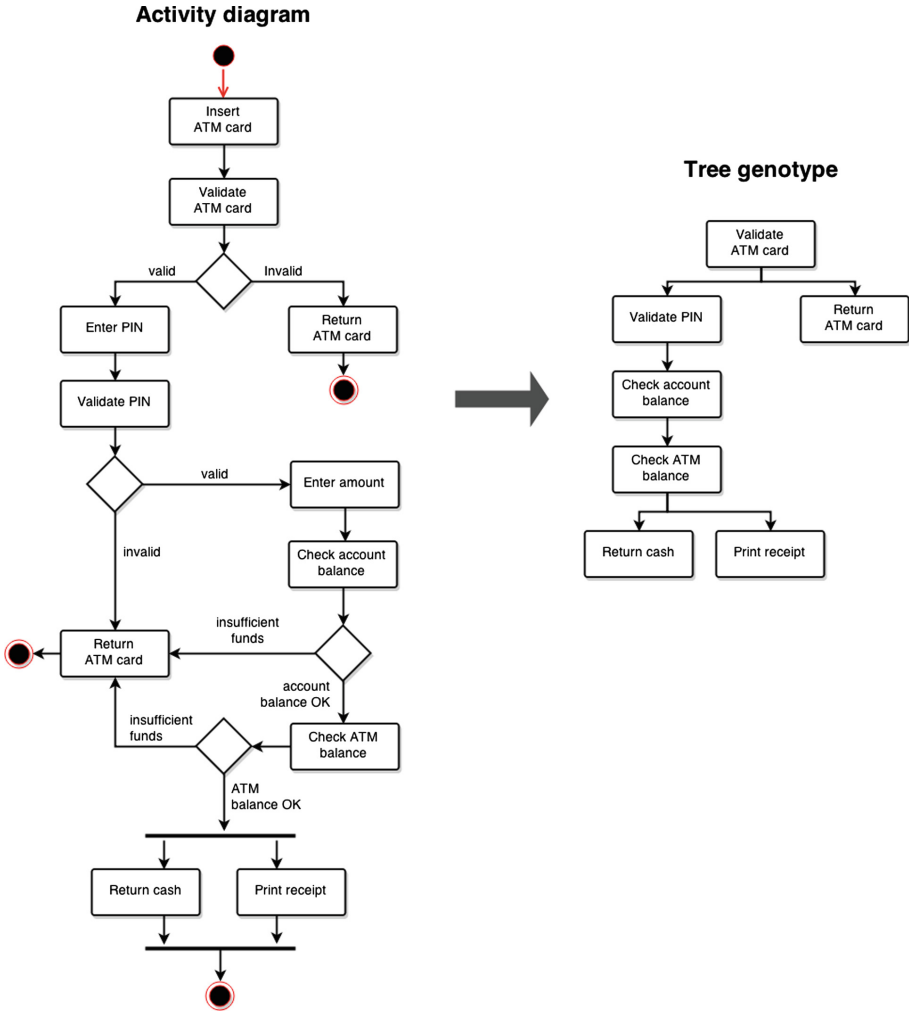 Activity diagram
Insert
ATM card
Validate
ATM card
valid
Invalid
Enter PIN
Return
ATM card
Validate PIN
valid
Enter amount
invalid
Check account
balance
insufficient
funds
Return
ATM card
account
balance OK
insufficient
funds
Check ATM
balance
ATM
balance OK
Return cash
Print receipt
Tree genotype
Validate
ATM card
Validate PIN
Return
ATM card
Check account
balance
Check ATM
balance
Return cash
Print receipt